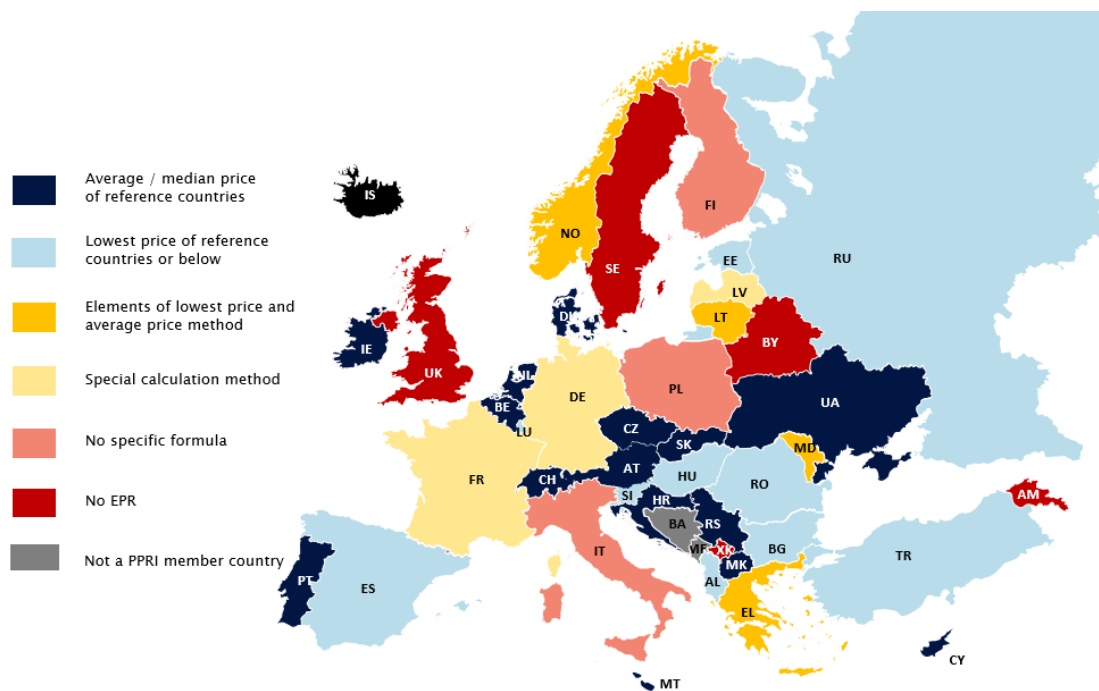 Average / median price
of reference countries
Lowest price of reference
countries or below
Elements of lowest price and
average price method
Special calculation method
No specific formula
No EPR
Not a PPRI member country
IS
NO
SE
FI
RU
EE
LV
LT
DK
IE
UK
BY
NL
BE
DE
PL
UA
LU
CZ
SK
MD
FR
CH
AT
HU
RO
SI
HR
BA
RS
IT
ME
XK
BG
AM
PT
ES
MK
AL
TR
EL
CY
MT